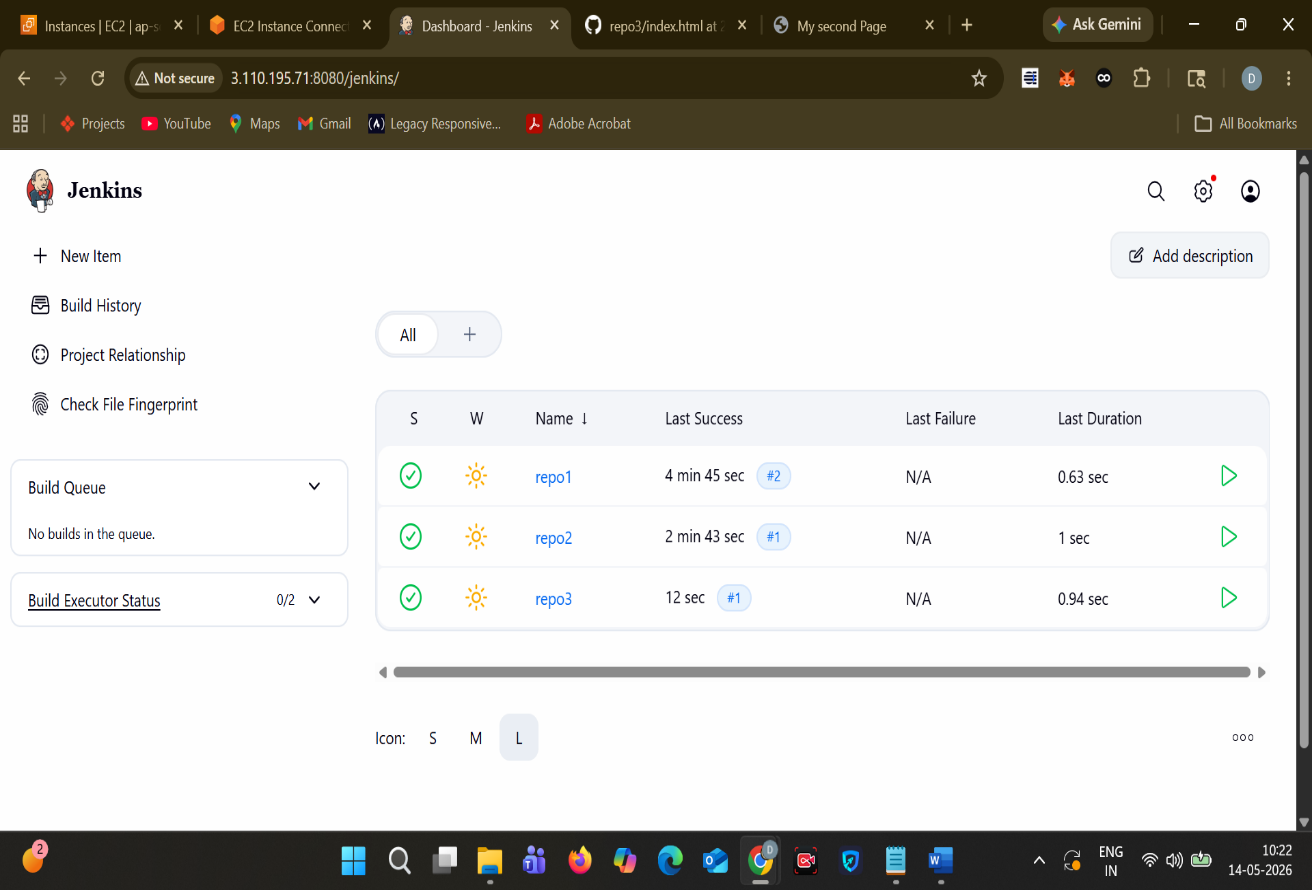 Instances | EC2 | ap-s
EC2 Instance Connect
Dashboard - Jenkins
repo3/index.html at 2
My second Page
Ask Gemini
Not secure
3.110.195.71:8080/jenkins/
D
Projects
YouTube
Maps
Gmail
Legacy Responsive...
Adobe Acrobat
All Bookmarks
Jenkins
New Item
Add description
Build History
All +
Project Relationship
Check File Fingerprint
S W Name ↓ Last Success Last Failure Last Duration
repo1 4 min 45 sec #2 N/A 0.63 sec
repo2 2 min 43 sec #1 N/A 1 sec
repo3 12 sec #1 N/A 0.94 sec
Build Queue
No builds in the queue.
Build Executor Status 0/2
Icon: S M L
2
D
ENG
IN
10:22
14-05-2026